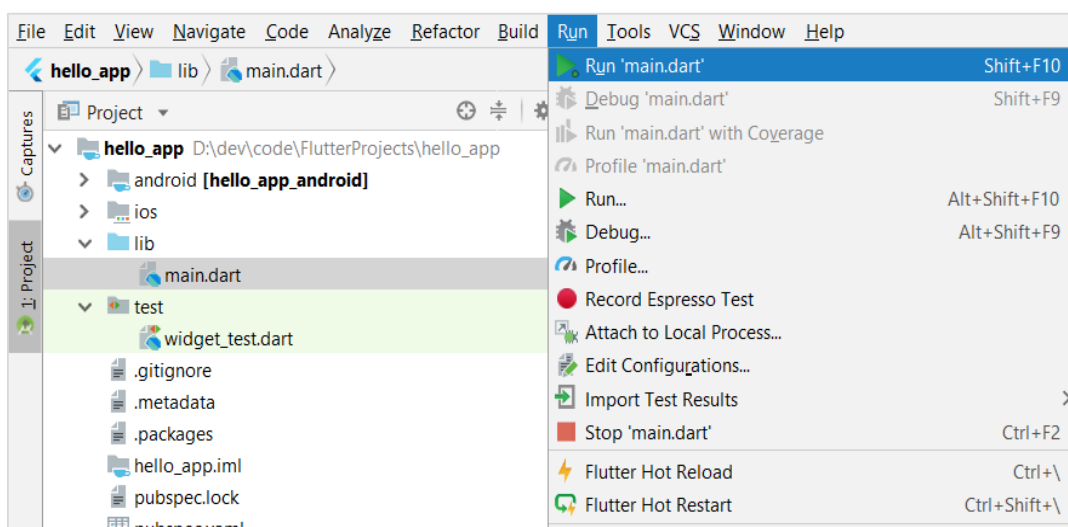 File Edit View Navigate Code Analyze Refactor Build Run Tools VCS Window Help
hello_app lib main.dart
Project
Captures
1: Project
hello_app D:\dev\code\FlutterProjects\hello_app
android [hello_app_android]
ios
lib
main.dart
test
widget_test.dart
.gitignore
.metadata
.packages
hello_app.iml
pubspec.lock
pubspec.yaml
Run 'main.dart' Shift+F10
Debug 'main.dart' Shift+F9
Run 'main.dart' with Coverage
Profile 'main.dart'
Run... Alt+Shift+F10
Debug... Alt+Shift+F9
Profile...
Record Espresso Test
Attach to Local Process...
Edit Configurations...
Import Test Results
Stop 'main.dart' Ctrl+F2
Flutter Hot Reload Ctrl+\
Flutter Hot Restart Ctrl+Shift+\